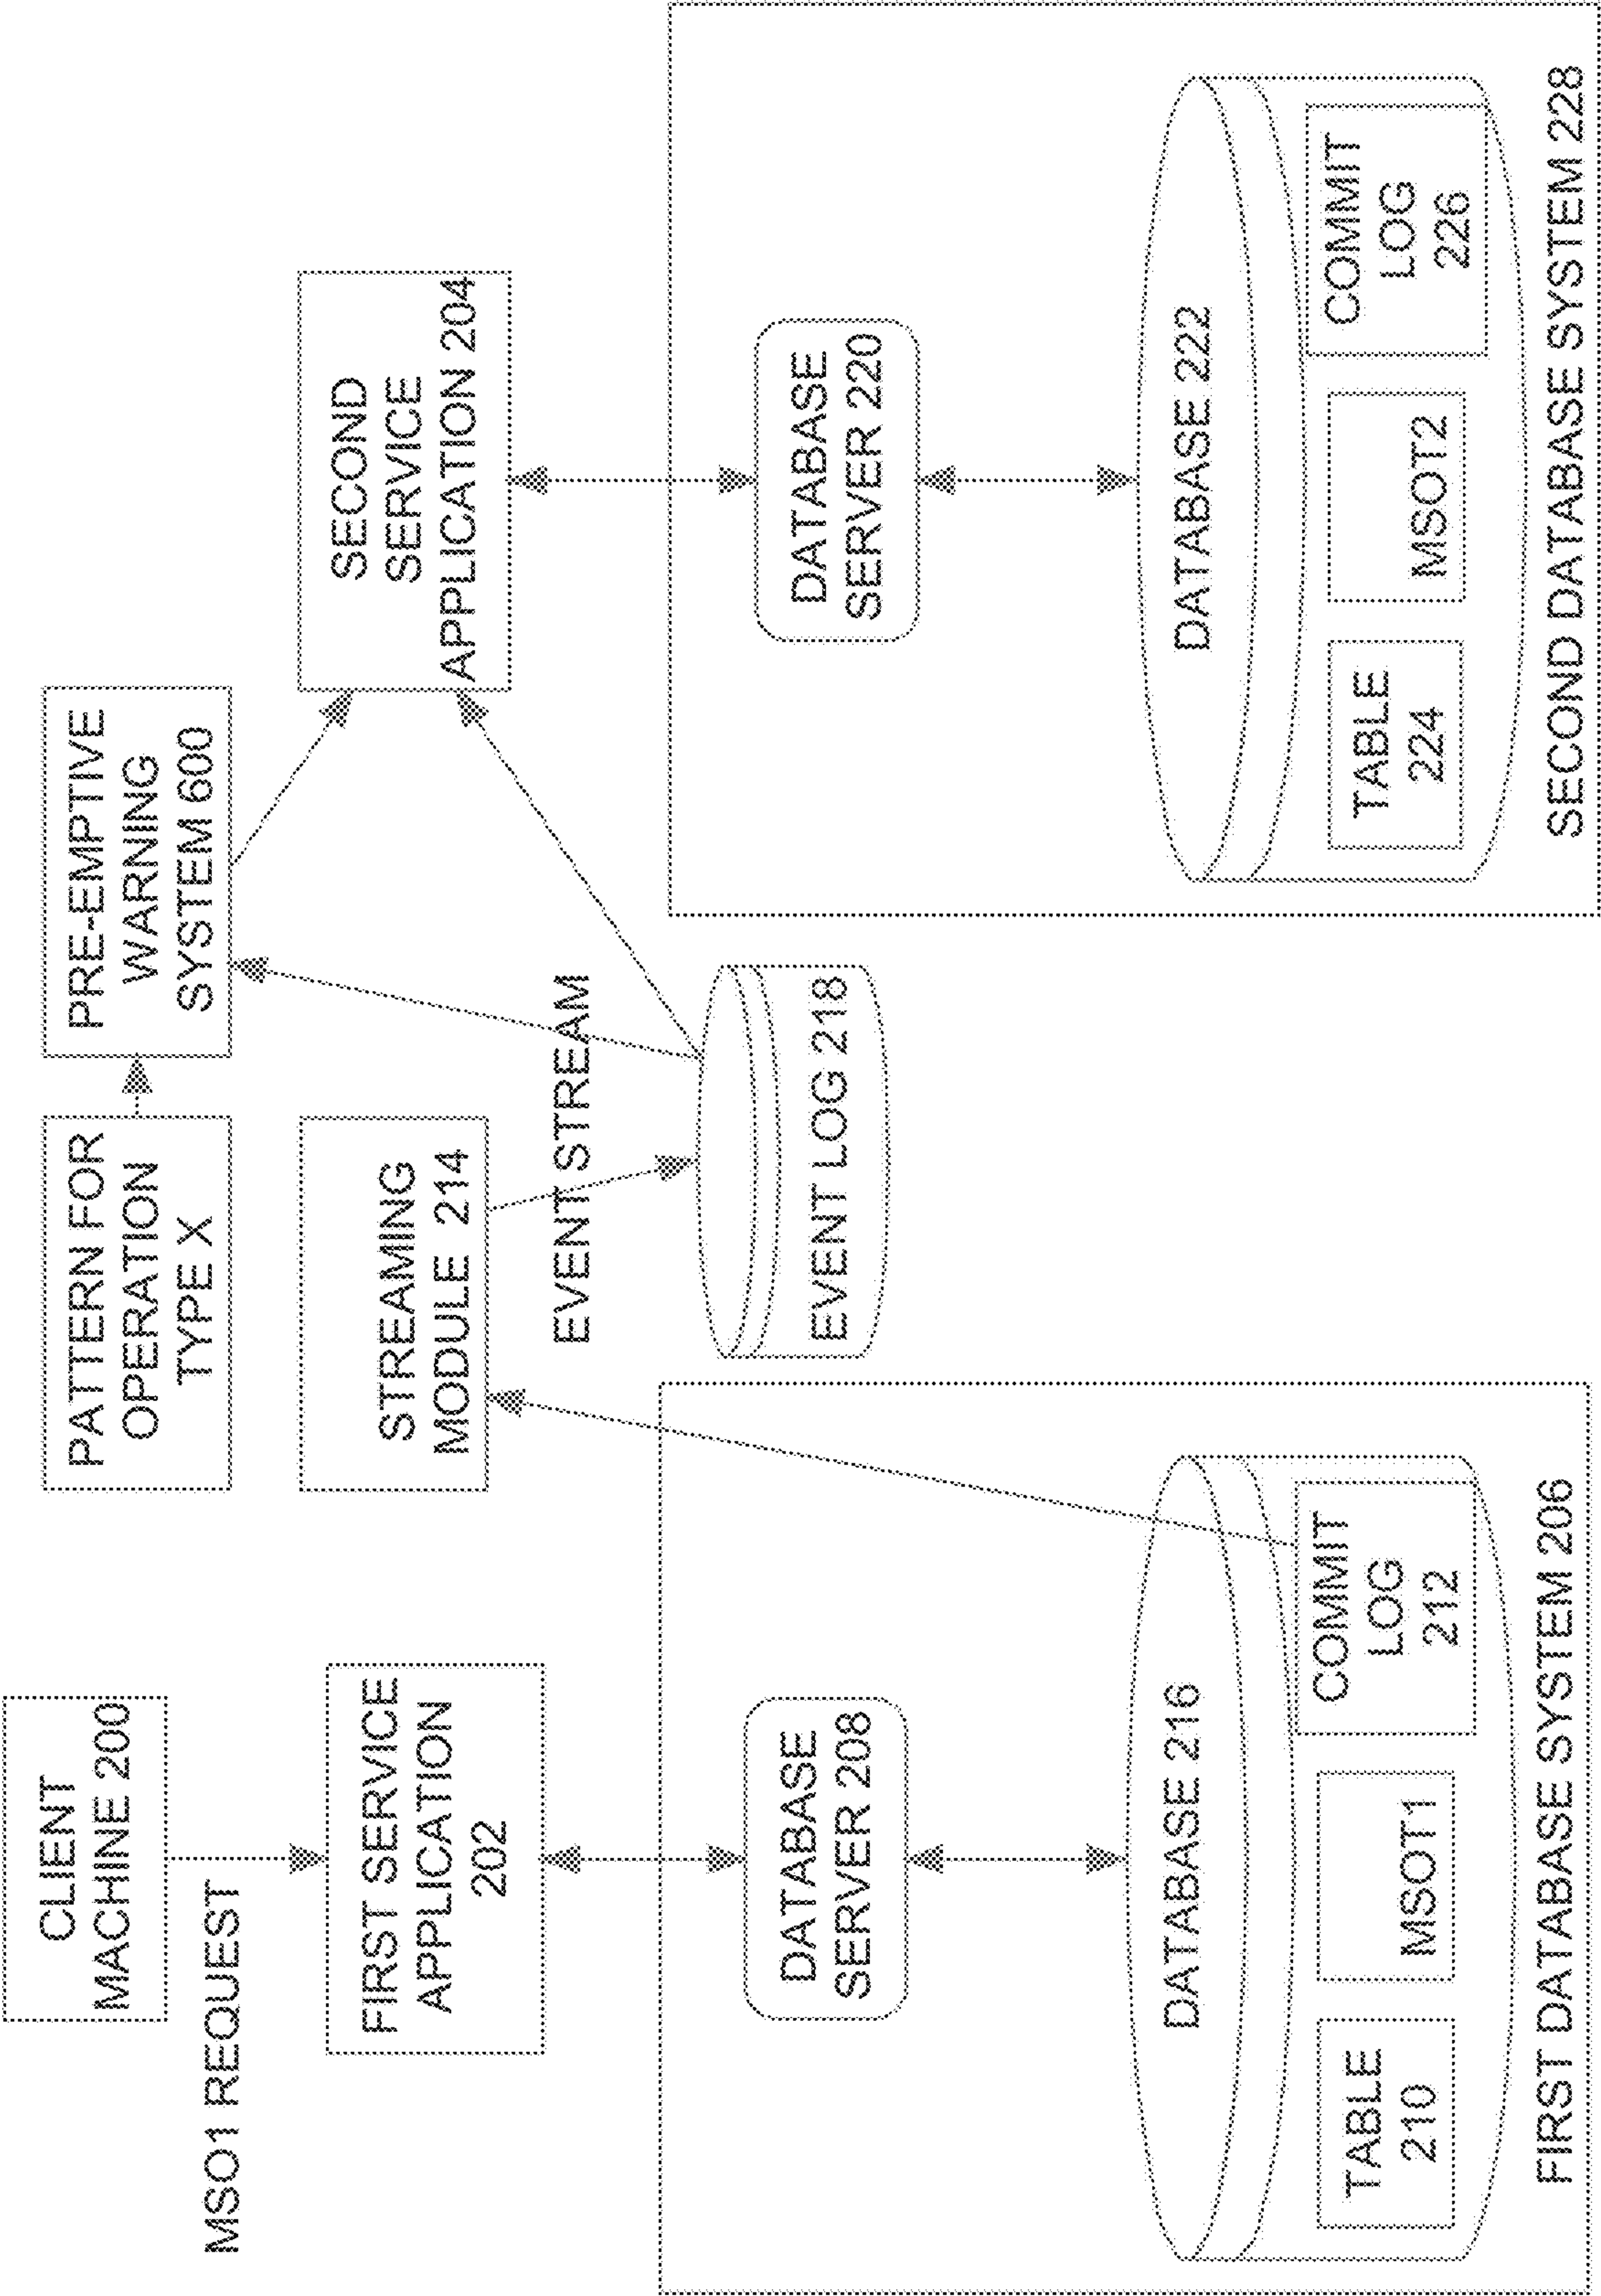 CLIENT
MACHINE 200
MSO1 REQUEST
FIRST SERVICE
APPLICATION
202
DATABASE
SERVER 208
DATABASE 216
TABLE
210
MSOT1
COMMIT
LOG
212
FIRST DATABASE SYSTEM 206
PATTERN FOR
OPERATION
TYPE X
PRE-EMPTIVE
WARNING
SYSTEM 600
STREAMING
MODULE 214
EVENT STREAM
EVENT LOG 218
SECOND
SERVICE
APPLICATION 204
DATABASE
SERVER 220
DATABASE 222
TABLE
224
MSOT2
COMMIT
LOG
226
SECOND DATABASE SYSTEM 228